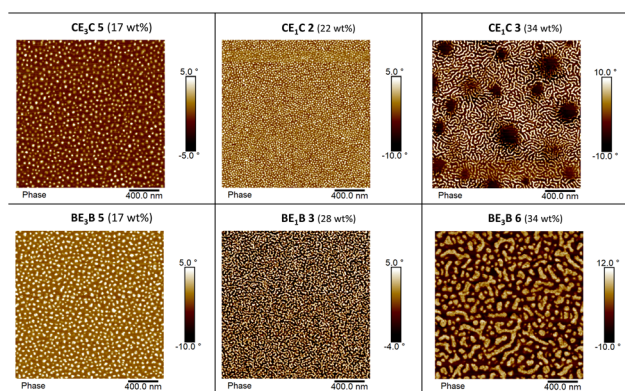 CE₃C 5 (17 wt%)
CE₁C 2 (22 wt%)
CE₁C 3 (34 wt%)
5.0 °
-5.0 °
Phase
400.0 nm
5.0 °
-10.0 °
Phase
400.0 nm
10.0 °
-10.0 °
Phase
400.0 nm
BE₃B 5 (17 wt%)
BE₁B 3 (28 wt%)
BE₃B 6 (34 wt%)
5.0 °
-10.0 °
Phase
400.0 nm
5.0 °
-4.0 °
Phase
400.0 nm
12.0 °
-10.0 °
Phase
400.0 nm